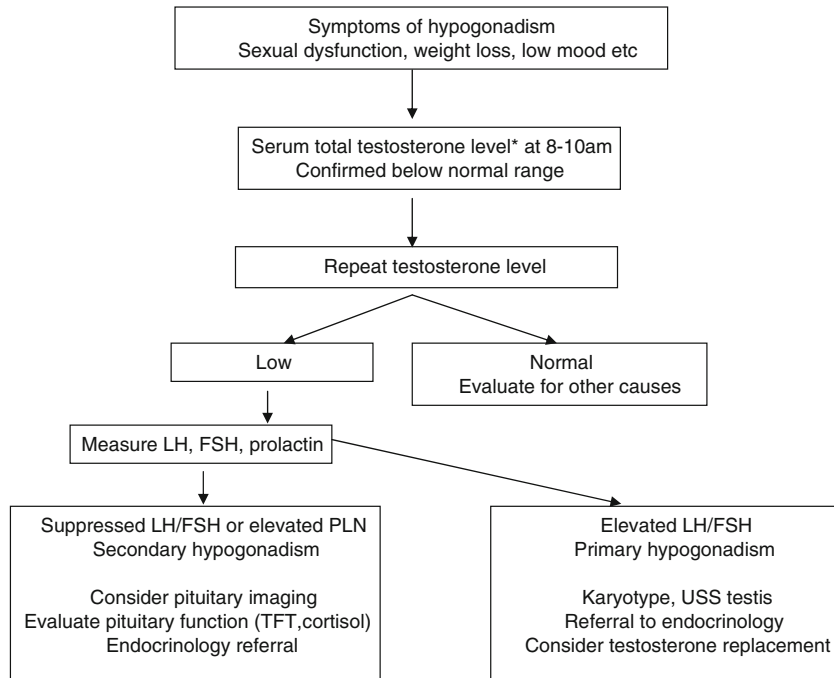 Symptoms of hypogonadism
Sexual dysfunction, weight loss, low mood etc
Serum total testosterone level* at 8-10am
Confirmed below normal range
Repeat testosterone level
Low
Normal
Evaluate for other causes
Measure LH, FSH, prolactin
Suppressed LH/FSH or elevated PLN
Secondary hypogonadism
Consider pituitary imaging
Evaluate pituitary function (TFT,cortisol)
Endocrinology referral
Elevated LH/FSH
Primary hypogonadism
Karyotype, USS testis
Referral to endocrinology
Consider testosterone replacement